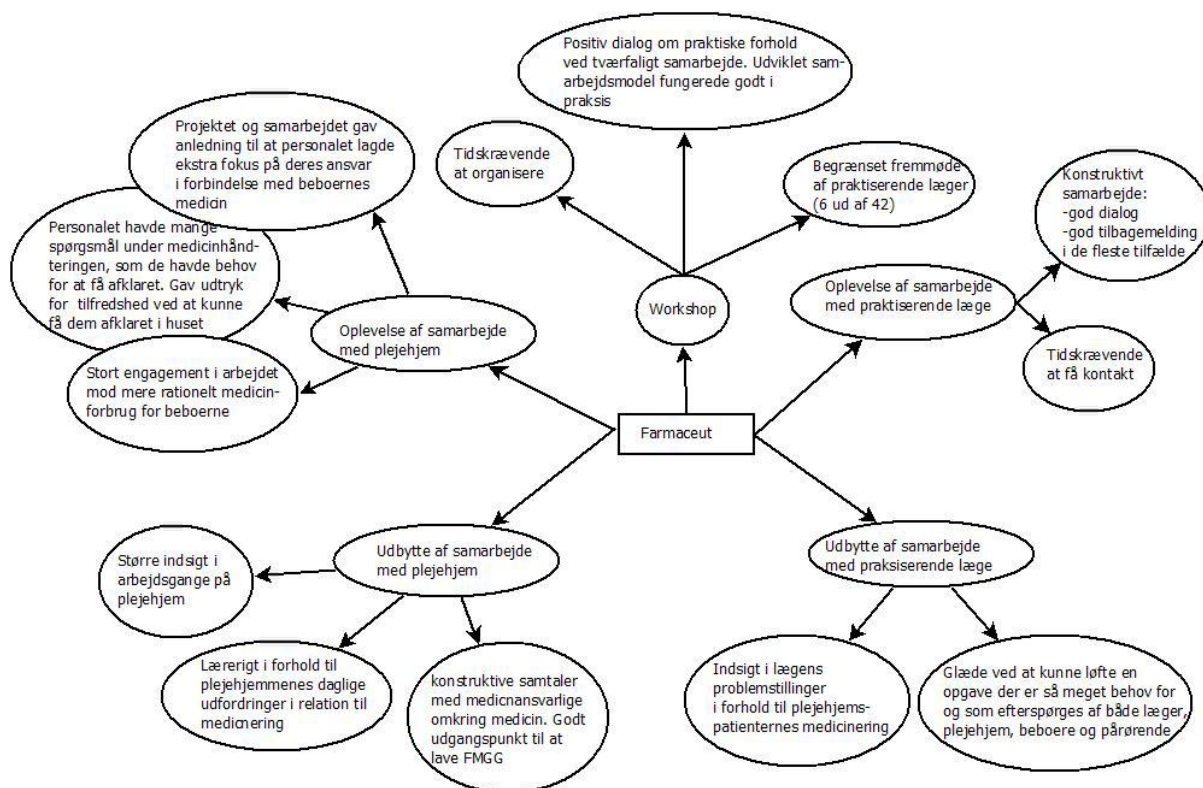 Positiv dialog om praktiske forhold
ved tværfaligt samarbejde. Udviklet sam-
arbejdsmodel fungerede godt i
praksis
Projektet og samarbejdet gav
anledning til at personalet lagde
ekstra fokus på deres ansvar
i forbindelse med beboernes
medicin
Tidskrævende
at organisere
Begrænset fremmøde
af praktiserende læger
(6 ud af 42)
Konstruktivt
samarbejde:
-god dialog
-god tilbagemelding
i de fleste tilfælde
Personalet havde mange
spørgsmål under medicinhånd-
teringen, som de havde behov
for at få afklaret. Gav udtryk
for tilfredshed ved at kunne
få dem afklaret i huset
Oplevelse af samarbejde
med plejehjem
Workshop
Oplevelse af samarbejde
med praktiserende læge
Stort engagement i arbejdet
mod mere rationelt medicin-
forbrug for beboerne
Tidskrævende
at få kontakt
Farmaceut
Større indsigt i
arbejdsgange på
plejehjem
Udbytte af samarbejde
med plejehjem
Udbytte af samarbejde
med praksiserende læge
Lærerigt i forhold til
plejehjemmenes daglige
udfordringer i relation til
medicnering
konstruktive samtaler
med medicnansvarlige
omkring medicin. Godt
udgangspunkt til at
lave FMGG
Indsigt i lægens
problemstillinger
i forhold til plejehjems-
patienternes medicinering
Glæde ved at kunne løfte en
opgave der er så meget behov for
og som efterspørges af både læger,
plejehjem, beboere og pårørende